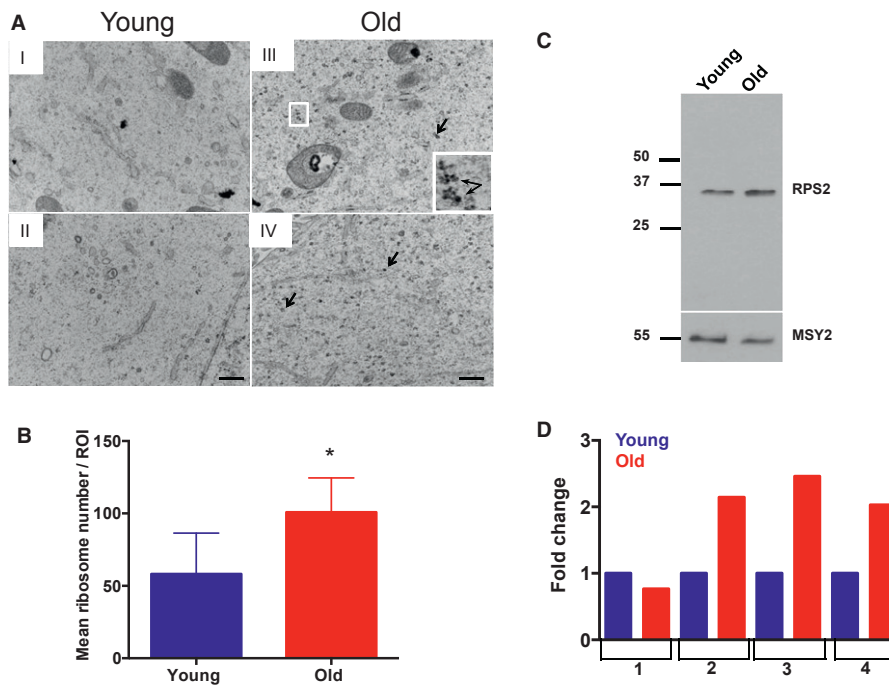 A
Young
Old
I
III
II
IV
B
Mean ribosome number / ROI
150
100
50
0
*
Young
Old
C
Young
Old
50
37
25
RPS2
55
MSY2
D
Young
Old
Fold change
3
2
1
0
1
2
3
4